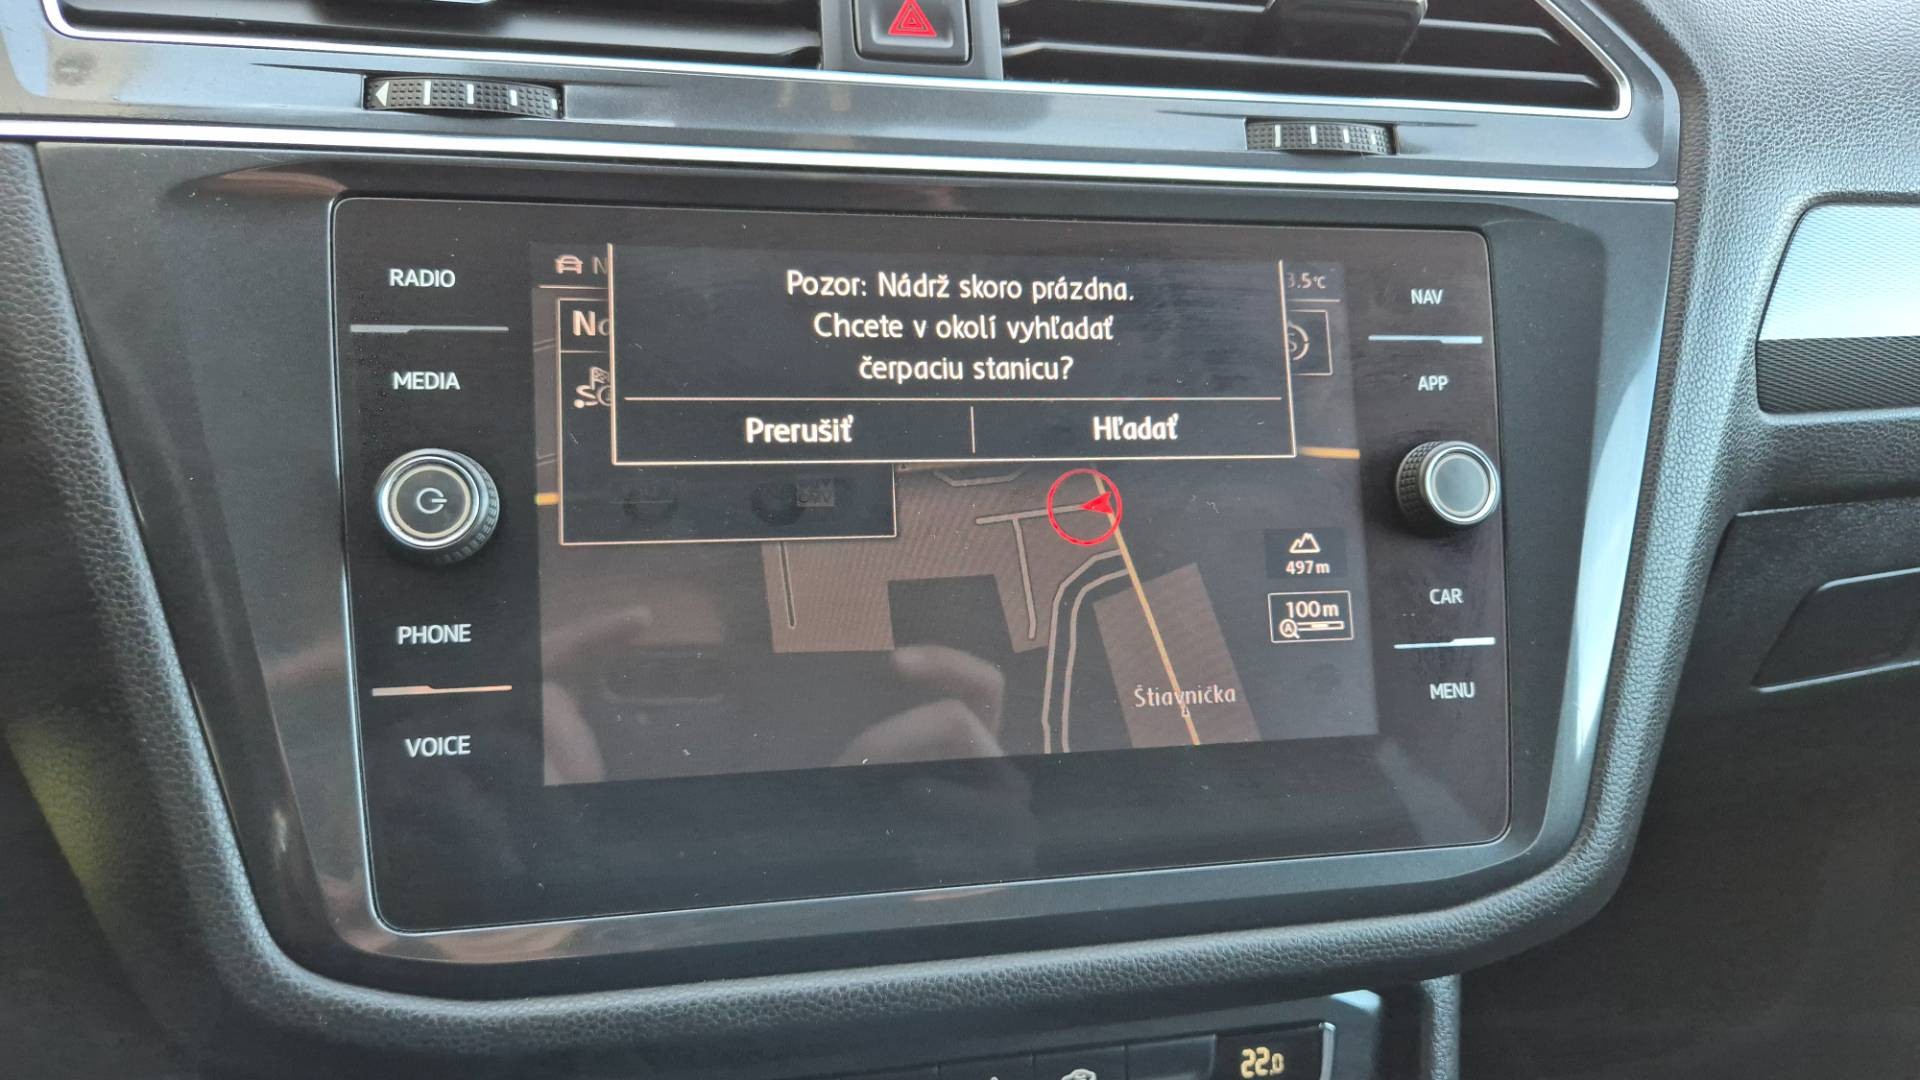 RADIO
MEDIA
PHONE
VOICE
Pozor: Nádrž skoro prázdna.
Chcete v okolí vyhľadať
čerpaciu stanicu?
Prerušiť
Hľadať
497 m
100 m
Štiavnička
NAV
APP
CAR
MENU
22.0